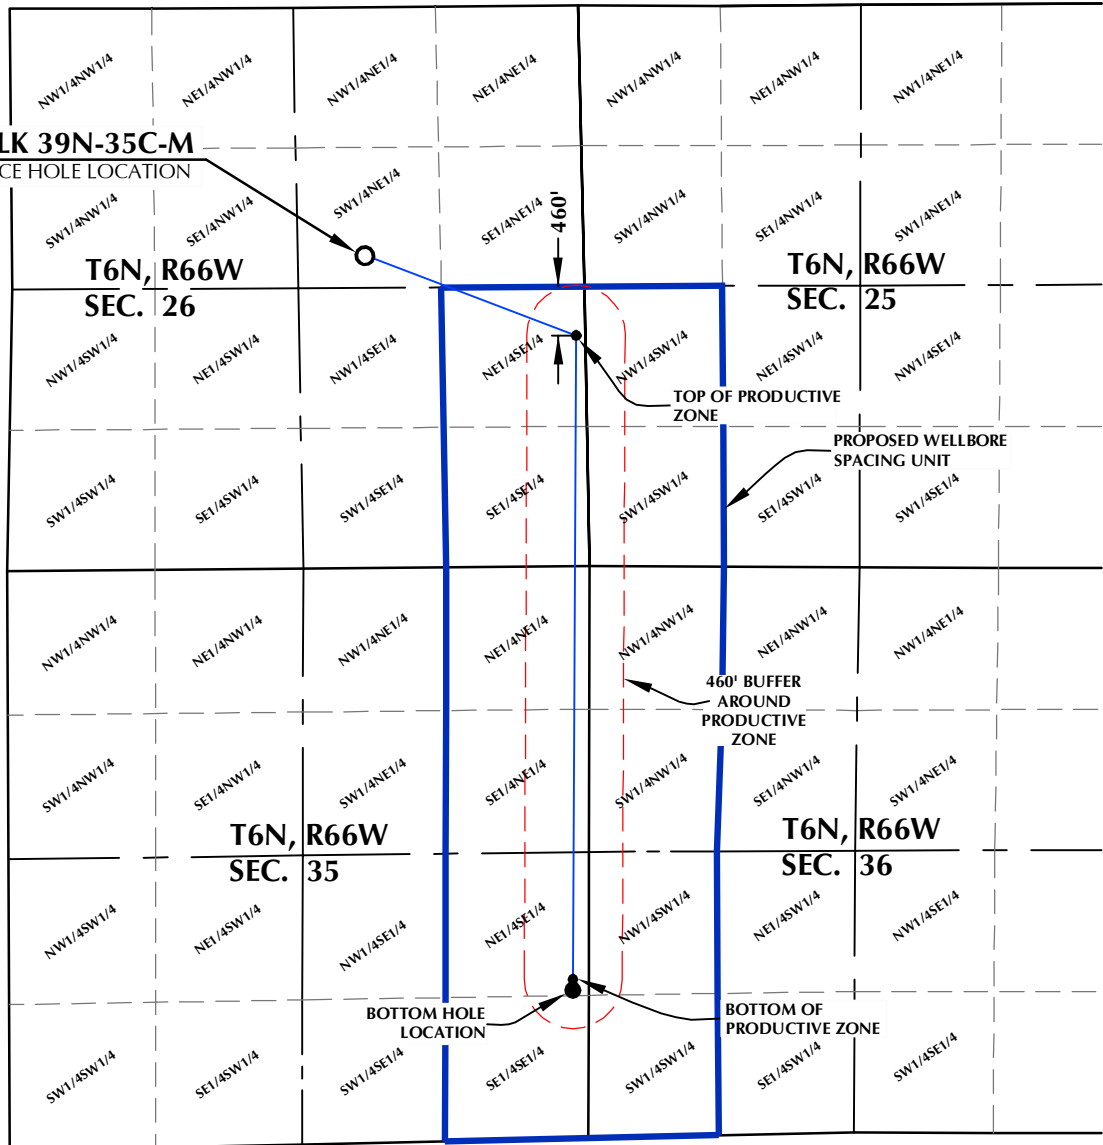 NW1/4NW1/4
NE1/4NW1/4
NW1/4NE1/4
NE1/4NE1/4
NW1/4NW1/4
NE1/4NW1/4
NW1/4NE1/4
LK 39N-35C-M
CE HOLE LOCATION
SW1/4NW1/4
SE1/4NW1/4
SW1/4NE1/4
SE1/4NE1/4
460'
SW1/4NW1/4
SE1/4NW1/4
SW1/4NE1/4
T6N, R66W
SEC. 26
T6N, R66W
SEC. 25
NW1/4SW1/4
NE1/4SW1/4
NW1/4SE1/4
NE1/4SE1/4
NW1/4SW1/4
NE1/4SW1/4
NW1/4SE1/4
TOP OF PRODUCTIVE
ZONE
PROPOSED WELLBORE
SPACING UNIT
SW1/4SW1/4
SE1/4SW1/4
SW1/4SE1/4
SE1/4SE1/4
SW1/4SW1/4
SE1/4SW1/4
SW1/4SE1/4
NW1/4NW1/4
NE1/4NW1/4
NW1/4NE1/4
NE1/4NE1/4
NW1/4NW1/4
NE1/4NW1/4
NW1/4NE1/4
460' BUFFER
AROUND
PRODUCTIVE
ZONE
SW1/4NW1/4
SE1/4NW1/4
SW1/4NE1/4
SE1/4NE1/4
SW1/4NW1/4
SE1/4NW1/4
SW1/4NE1/4
T6N, R66W
SEC. 35
T6N, R66W
SEC. 36
NW1/4SW1/4
NE1/4SW1/4
NW1/4SE1/4
NE1/4SE1/4
NW1/4SW1/4
NE1/4SW1/4
NW1/4SE1/4
BOTTOM HOLE
LOCATION
BOTTOM OF
PRODUCTIVE ZONE
SW1/4SW1/4
SE1/4SW1/4
SW1/4SE1/4
SE1/4SE1/4
SW1/4SW1/4
SE1/4SW1/4
SW1/4SE1/4